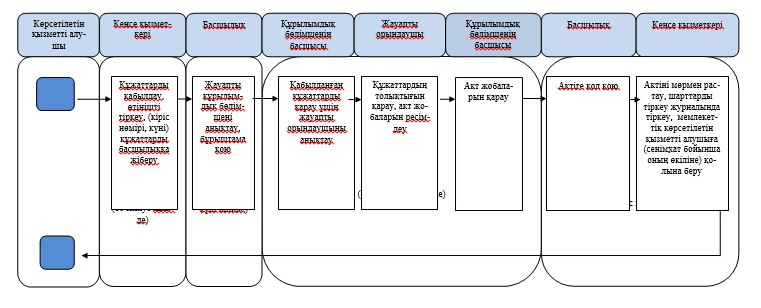 Көрсетілетін
қызметті алу-
шы
Кеңсе қызмет-
кері
Басшылық
Құрылымдық
бөлімшенің
басшысы
Жауапты
орындаушы
Құрылымдық
бөлімшенің
басшысы
Басшылық
Кеңсе қызметкері
Құжаттарды
қабылдау,
өтінішті
тіркеу, (кіріс
нөмірі, күні)
құжаттарды
басшылыққа
жіберу
де)
Жауапты
құрылым-
дық бөлім-
шені
анықтау,
бұрыштама
қою
Қабылданған
құжаттарды
қарау үшін
жауапты
орындаушыны
анықтау
Құжаттардың
толықтығын
қарау, акт жо-
баларын ресім-
деу
Акт жобала-
рын қарау
Актіге қол қою
Актіні мөрмен рас-
тау, шарттарды
тіркеу журналында
тіркеу, мемлекет-
тік көрсетілетін
қызметті алушыға
(сенімхат бойынша
оның өкіліне) қо-
лына беру